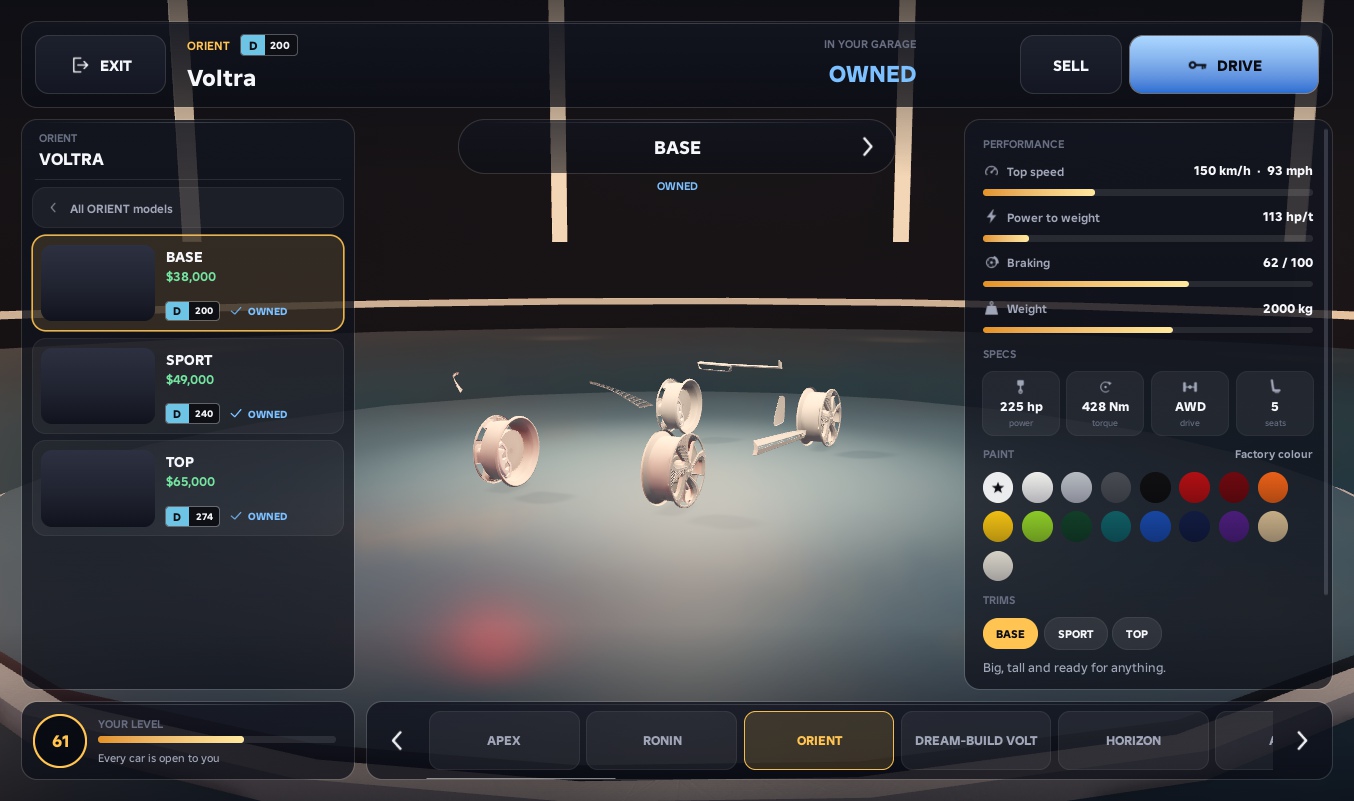 EXIT
ORIENT D 200
Voltra
IN YOUR GARAGE
OWNED
SELL
DRIVE
ORIENT
VOLTRA
All ORIENT models
BASE
$38,000
D 200 OWNED
SPORT
$49,000
D 240 OWNED
TOP
$65,000
D 274 OWNED
BASE
OWNED
PERFORMANCE
Top speed 150 km/h · 93 mph
Power to weight 113 hp/t
Braking 62 / 100
Weight 2000 kg
SPECS
225 hp 428 Nm AWD 5
power torque drive seats
PAINT Factory colour
TRIMS
BASE SPORT TOP
Big, tall and ready for anything.
61
YOUR LEVEL
Every car is open to you
APEX RONIN ORIENT DREAM-BUILD VOLT HORIZON